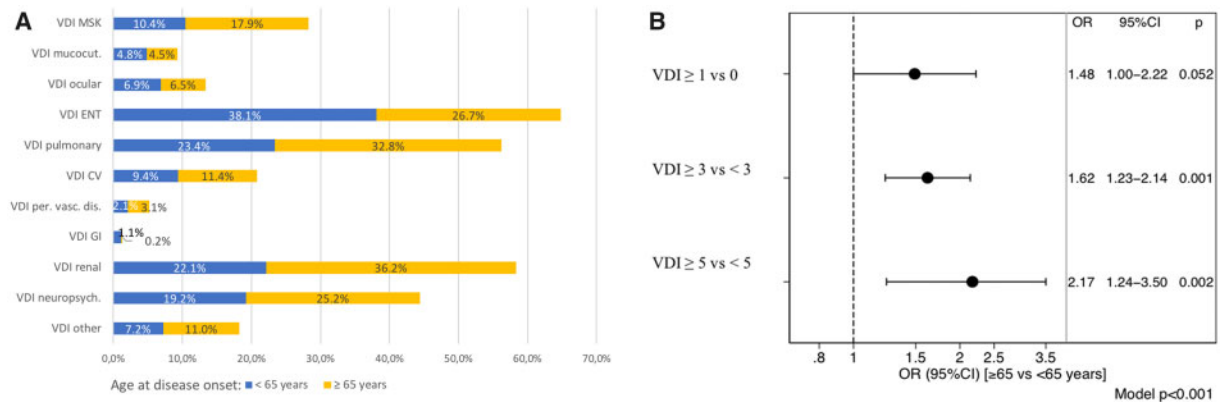 A
VDI MSK 10.4% 17.9%
VDI mucocut. 4.8% 4.5%
VDI ocular 6.9% 6.5%
VDI ENT 38.1% 26.7%
VDI pulmonary 23.4% 32.8%
VDI CV 9.4% 11.4%
VDI per. vasc. dis. 2.1% 3.1%
VDI GI 1.1% 0.2%
VDI renal 22.1% 36.2%
VDI neuropsych. 19.2% 25.2%
VDI other 7.2% 11.0%
0,0% 10,0% 20,0% 30,0% 40,0% 50,0% 60,0% 70,0%
Age at disease onset: < 65 years ≥ 65 years
B
OR 95%CI p
VDI ≥ 1 vs 0 1.48 1.00–2.22 0.052
VDI ≥ 3 vs < 3 1.62 1.23–2.14 0.001
VDI ≥ 5 vs < 5 2.17 1.24–3.50 0.002
.8 1 1.5 2 2.5 3.5
OR (95%CI) [≥65 vs <65 years]
Model p<0.001